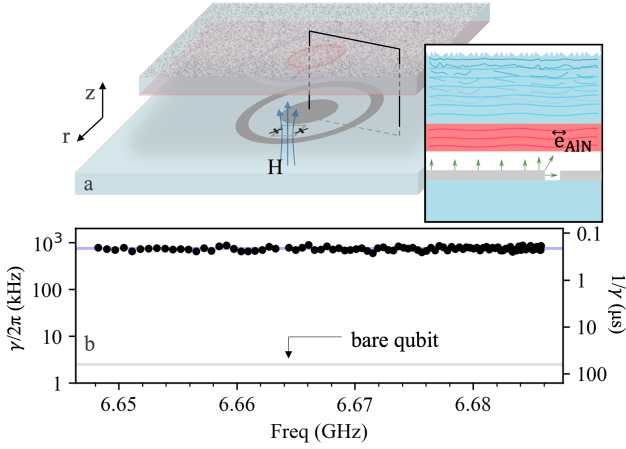 z
r
H
a
e AlN
10³
100
10
1
γ/2π (kHz)
b
bare qubit
0.1
1
10
100
1/γ (µs)
6.65
6.66
6.67
6.68
Freq (GHz)